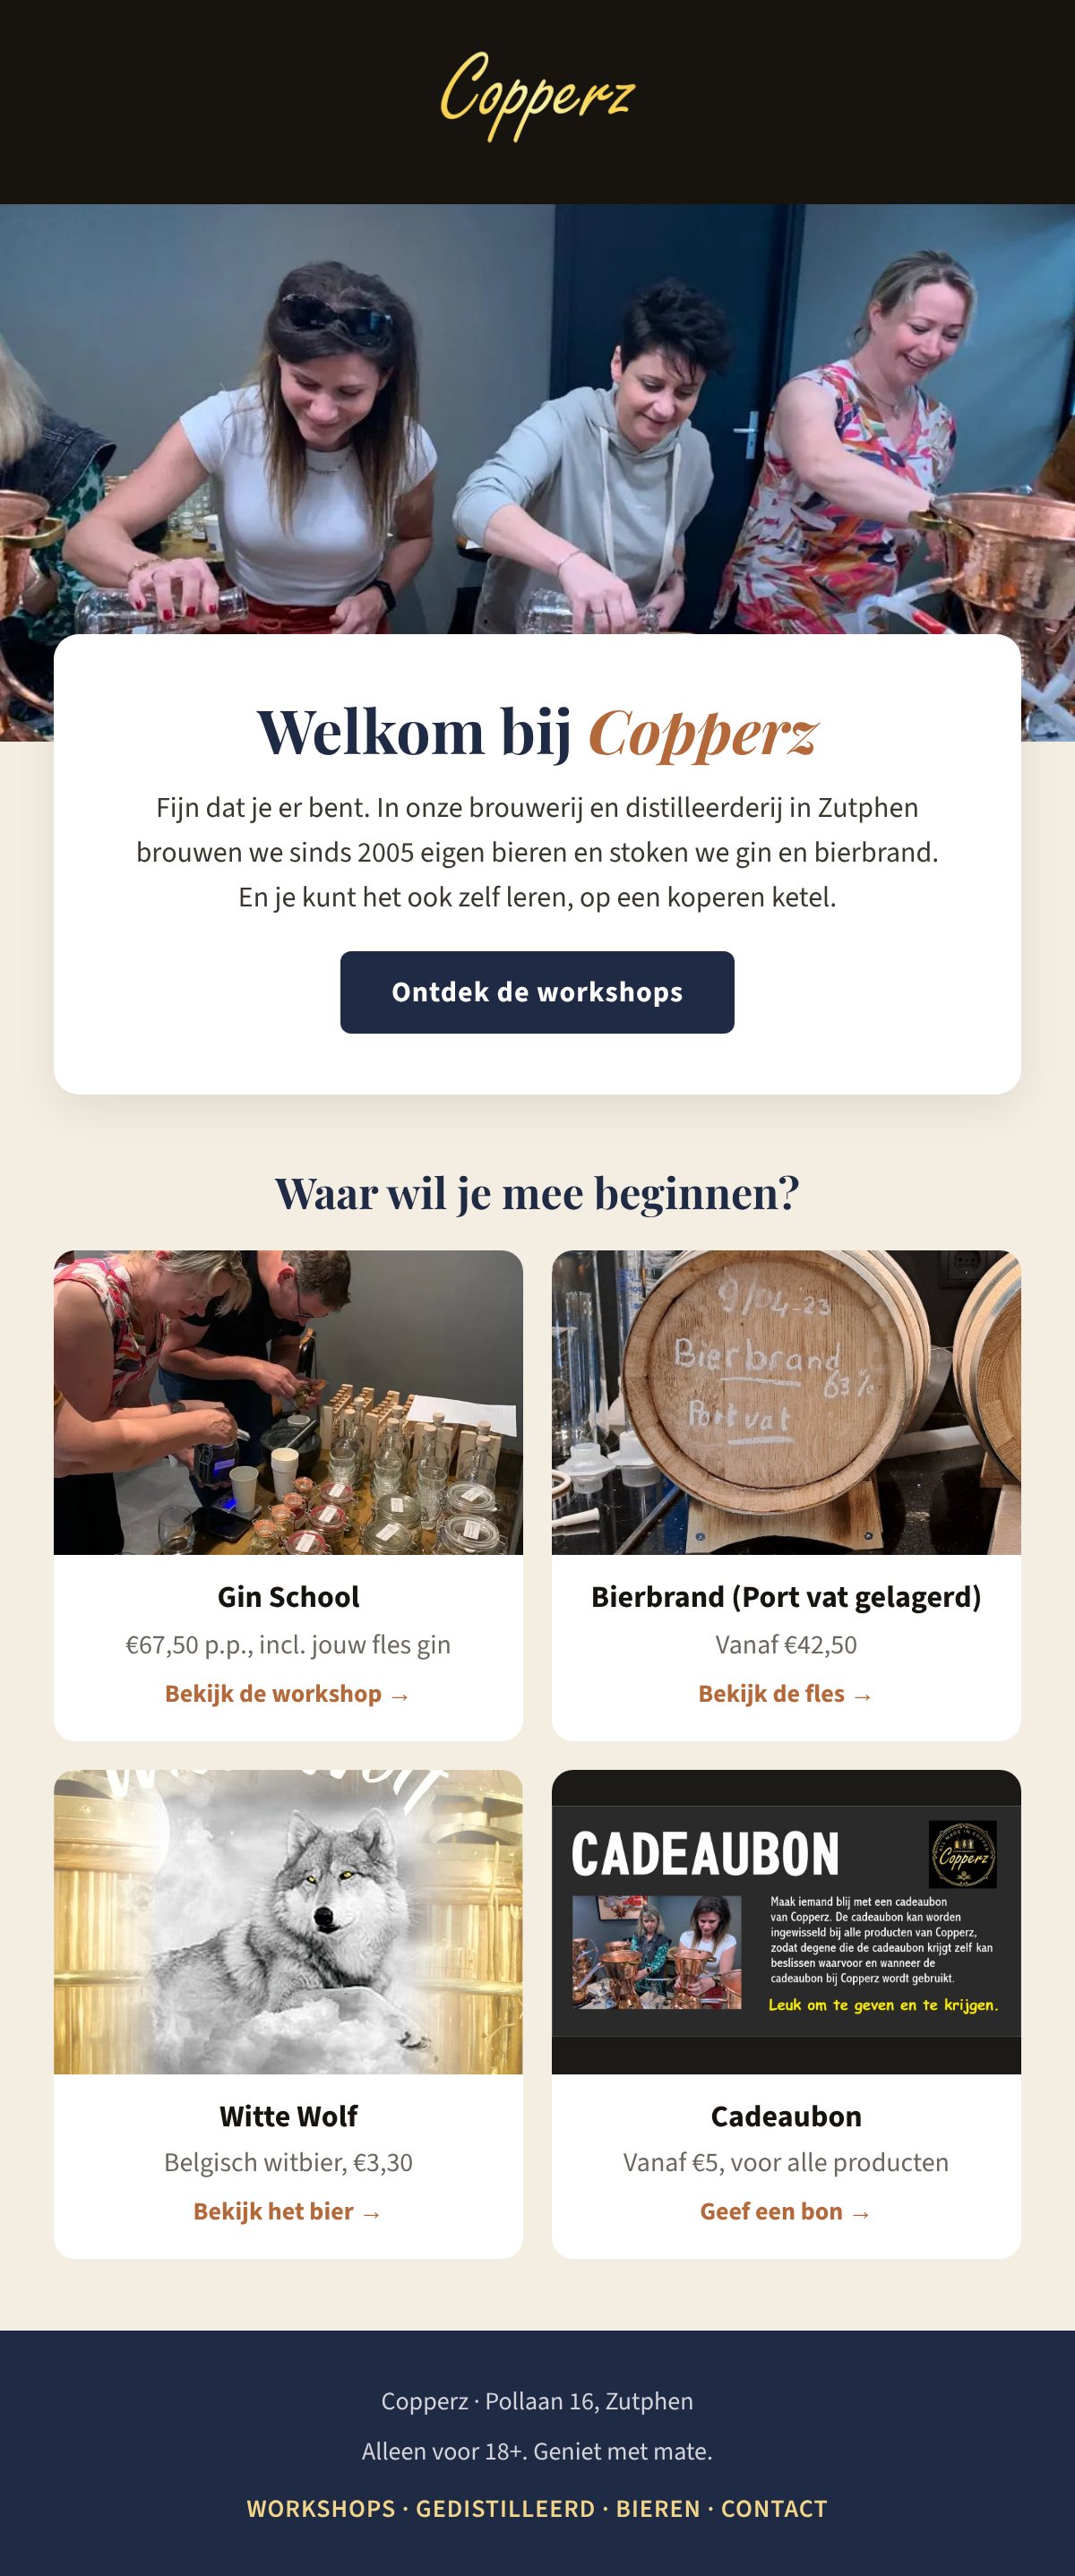 Copperz
Welkom bij Copperz
Fijn dat je er bent. In onze brouwerij en distilleerderij in Zutphen
brouwen we sinds 2005 eigen bieren en stoken we gin en bierbrand.
En je kunt het ook zelf leren, op een koperen ketel.
Ontdek de workshops
Waar wil je mee beginnen?
9/04-23
Bierbrand
63%
Port vat
Gin School
€67,50 p.p., incl. jouw fles gin
Bekijk de workshop →
Bierbrand (Port vat gelagerd)
Vanaf €42,50
Bekijk de fles →
CADEAUBON
Copperz
Maak iemand blij met een cadeaubon
van Copperz. De cadeaubon kan worden
ingewisseld bij alle producten van Copperz,
zodat degene die de cadeaubon krijgt zelf kan
beslissen waarvoor en wanneer de
cadeaubon bij Copperz wordt gebruikt.
Leuk om te geven en te krijgen.
Witte Wolf
Belgisch witbier, €3,30
Bekijk het bier →
Cadeaubon
Vanaf €5, voor alle producten
Geef een bon →
Copperz · Pollaan 16, Zutphen
Alleen voor 18+. Geniet met mate.
WORKSHOPS · GEDISTILLEERD · BIEREN · CONTACT